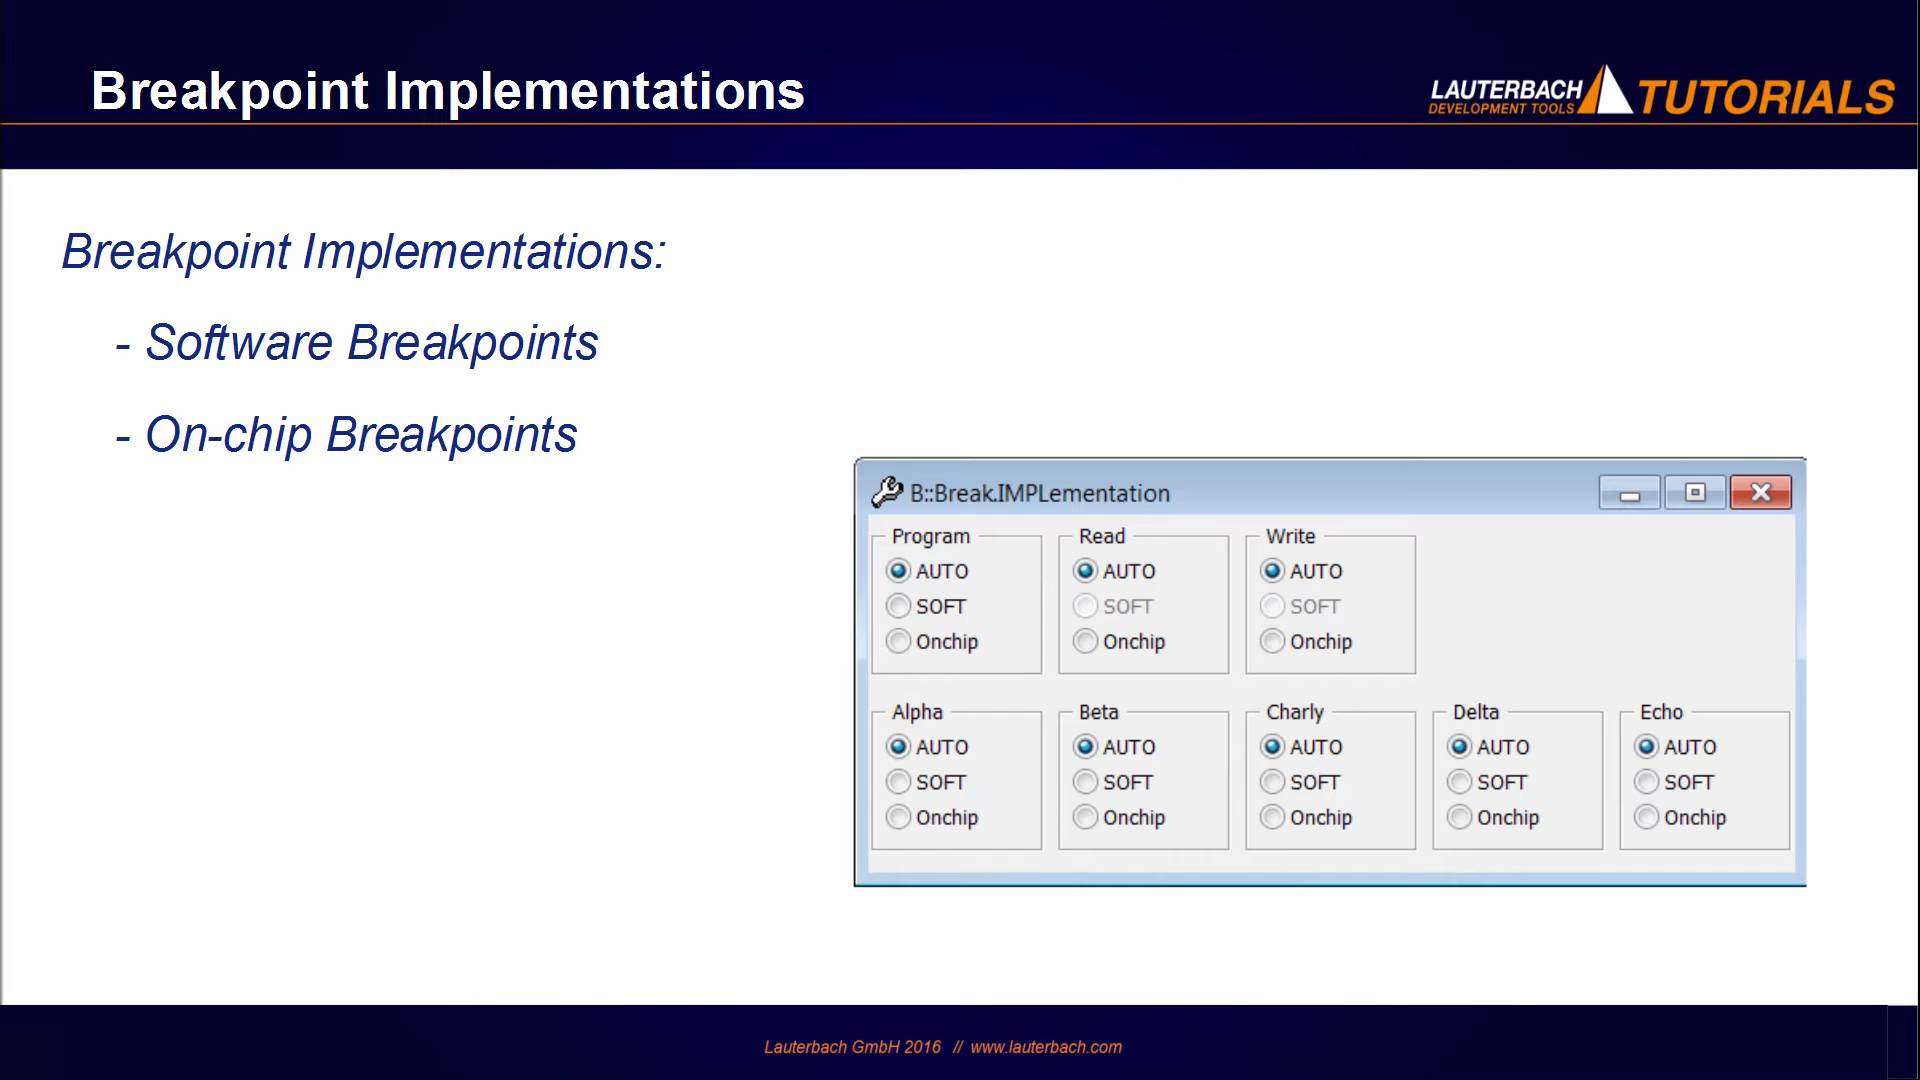 Breakpoint Implementations
LAUTERBACH
DEVELOPMENT TOOLS
TUTORIALS
Breakpoint Implementations:
- Software Breakpoints
- On-chip Breakpoints
B::Break.IMPLementation
Program Read Write
AUTO AUTO AUTO
SOFT SOFT SOFT
Onchip Onchip Onchip
Alpha Beta Charly Delta Echo
AUTO AUTO AUTO AUTO AUTO
SOFT SOFT SOFT SOFT SOFT
Onchip Onchip Onchip Onchip Onchip
Lauterbach GmbH 2016 // www.lauterbach.com